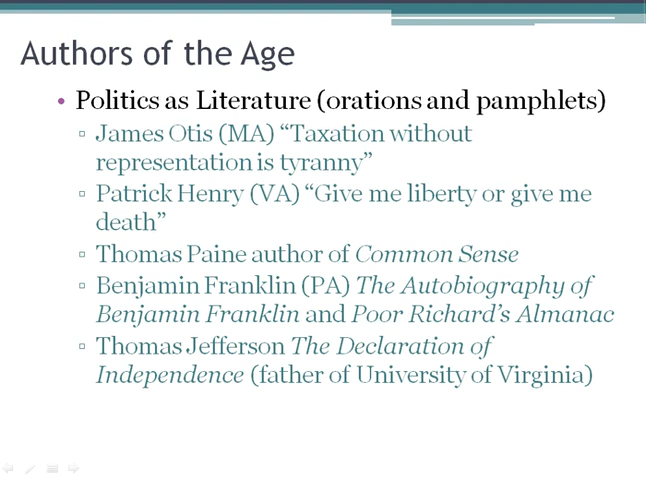 Authors of the Age
• Politics as Literature (orations and pamphlets)
▫ James Otis (MA) “Taxation without
representation is tyranny”
▫ Patrick Henry (VA) “Give me liberty or give me
death”
▫ Thomas Paine author of Common Sense
▫ Benjamin Franklin (PA) The Autobiography of
Benjamin Franklin and Poor Richard’s Almanac
▫ Thomas Jefferson The Declaration of
Independence (father of University of Virginia)